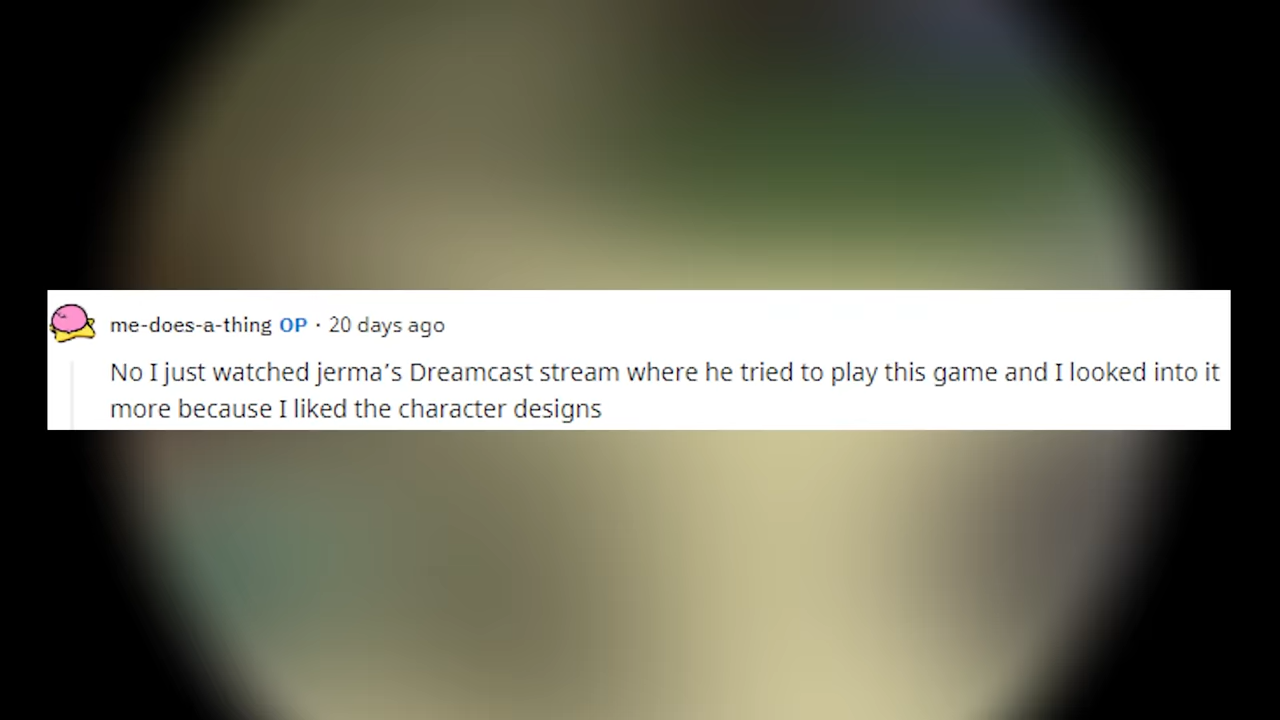 me-does-a-thing OP · 20 days ago
No I just watched jerma’s Dreamcast stream where he tried to play this game and I looked into it
more because I liked the character designs